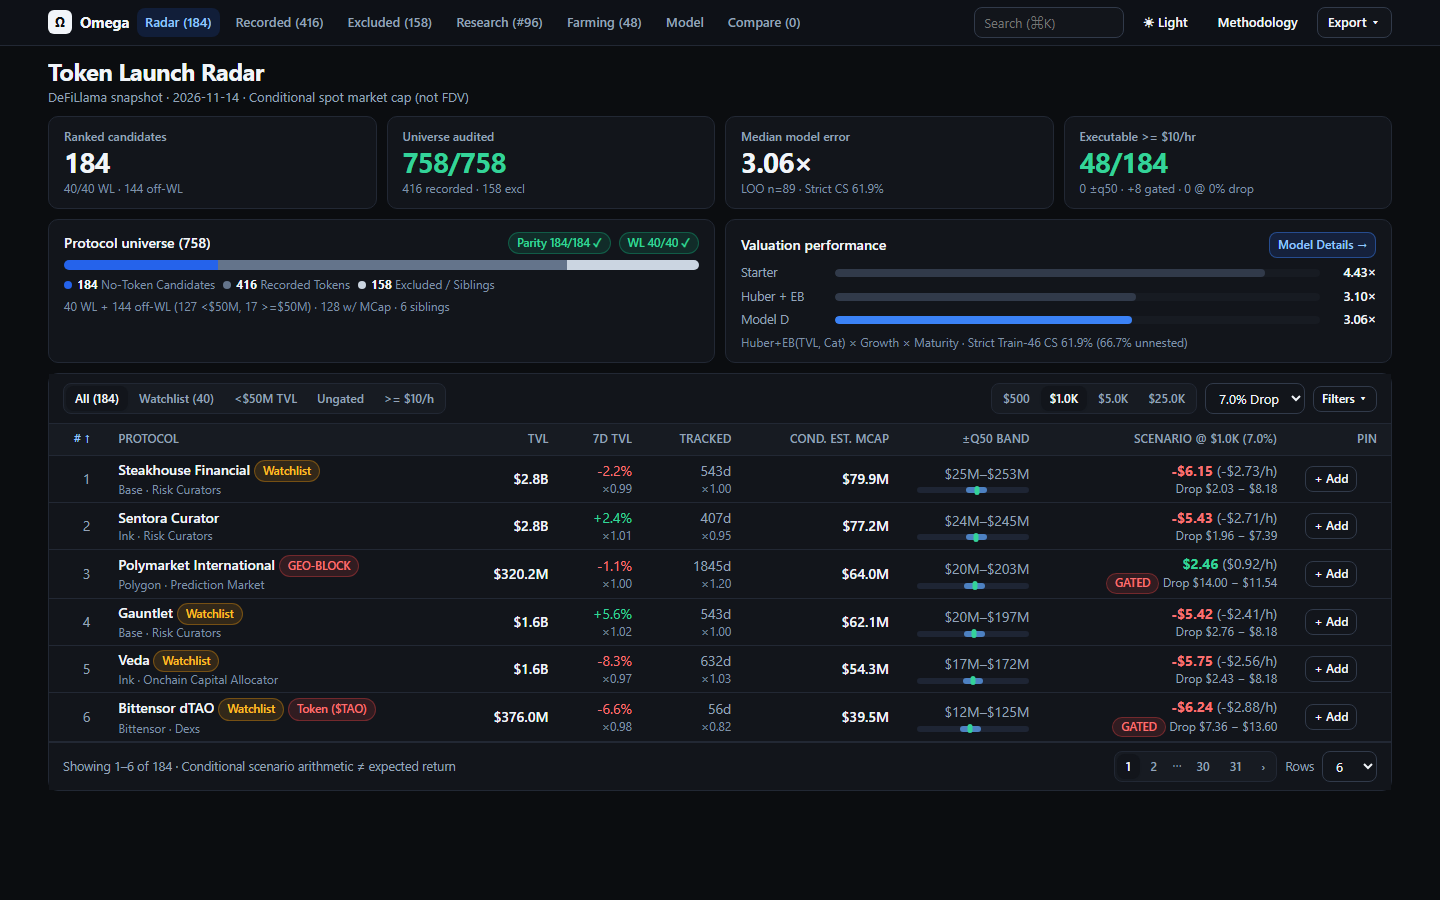 Ω Omega Radar (184) Recorded (416) Excluded (158) Research (#96) Farming (48) Model Compare (0) Search (⌘K) ☀ Light Methodology Export ▾
Token Launch Radar
DeFiLlama snapshot · 2026-11-14 · Conditional spot market cap (not FDV)
Ranked candidates
184
40/40 WL · 144 off-WL
Universe audited
758/758
416 recorded · 158 excl
Median model error
3.06×
LOO n=89 · Strict CS 61.9%
Executable >= $10/hr
48/184
0 ±q50 · +8 gated · 0 @ 0% drop
Protocol universe (758) Parity 184/184 ✓ WL 40/40 ✓
184 No-Token Candidates 416 Recorded Tokens 158 Excluded / Siblings
40 WL + 144 off-WL (127 <$50M, 17 >=$50M) · 128 w/ MCap · 6 siblings
Valuation performance Model Details →
Starter 4.43×
Huber + EB 3.10×
Model D 3.06×
Huber+EB(TVL, Cat) × Growth × Maturity · Strict Train-46 CS 61.9% (66.7% unnested)
All (184) Watchlist (40) <$50M TVL Ungated >= $10/h $500 $1.0K $5.0K $25.0K 7.0% Drop Filters ▾
# ↑ PROTOCOL TVL 7D TVL TRACKED COND. EST. MCAP ±Q50 BAND SCENARIO @ $1.0K (7.0%) PIN
1 Steakhouse Financial Watchlist $2.8B -2.2% 543d $79.9M $25M–$253M -$6.15 (-$2.73/h) + Add
Base · Risk Curators ×0.99 ×1.00 Drop $2.03 – $8.18
2 Sentora Curator $2.8B +2.4% 407d $77.2M $24M–$245M -$5.43 (-$2.71/h) + Add
Ink · Risk Curators ×1.01 ×0.95 Drop $1.96 – $7.39
3 Polymarket International GEO-BLOCK $320.2M -1.1% 1845d $64.0M $20M–$203M $2.46 ($0.92/h) + Add
Polygon · Prediction Market ×1.00 ×1.20 GATED Drop $14.00 – $11.54
4 Gauntlet Watchlist $1.6B +5.6% 543d $62.1M $20M–$197M -$5.42 (-$2.41/h) + Add
Base · Risk Curators ×1.02 ×1.00 Drop $2.76 – $8.18
5 Veda Watchlist $1.6B -8.3% 632d $54.3M $17M–$172M -$5.75 (-$2.56/h) + Add
Ink · Onchain Capital Allocator ×0.97 ×1.03 Drop $2.43 – $8.18
6 Bittensor dTAO Watchlist Token ($TAO) $376.0M -6.6% 56d $39.5M $12M–$125M -$6.24 (-$2.88/h) + Add
Bittensor · Dexs ×0.98 ×0.82 GATED Drop $7.36 – $13.60
Showing 1–6 of 184 · Conditional scenario arithmetic ≠ expected return 1 2 ··· 30 31 › Rows 6